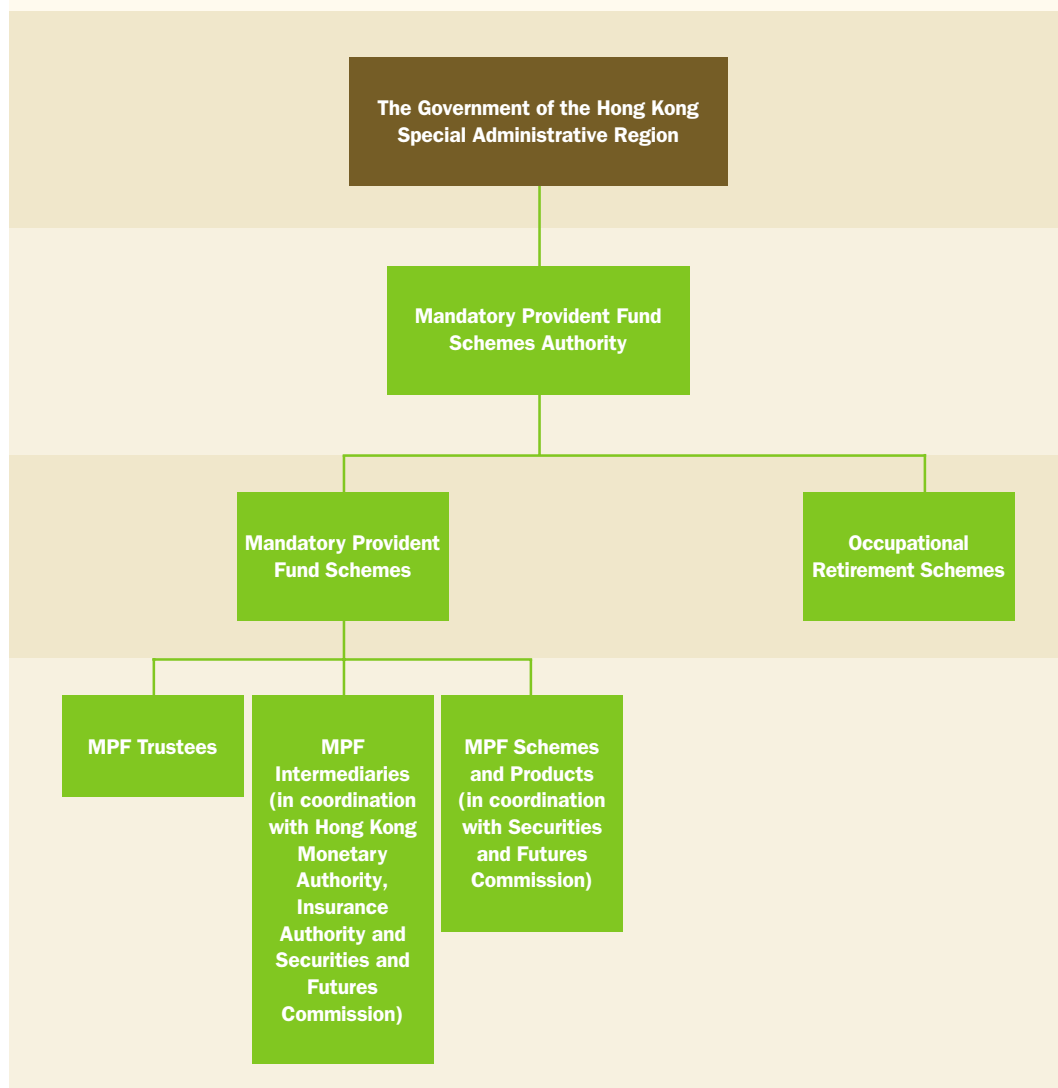 The Government of the Hong Kong
Special Administrative Region
Mandatory Provident Fund
Schemes Authority
Mandatory Provident
Fund Schemes
Occupational
Retirement Schemes
MPF Trustees
MPF
Intermediaries
(in coordination
with Hong Kong
Monetary
Authority,
Insurance
Authority and
Securities and
Futures
Commission)
MPF Schemes
and Products
(in coordination
with Securities
and Futures
Commission)